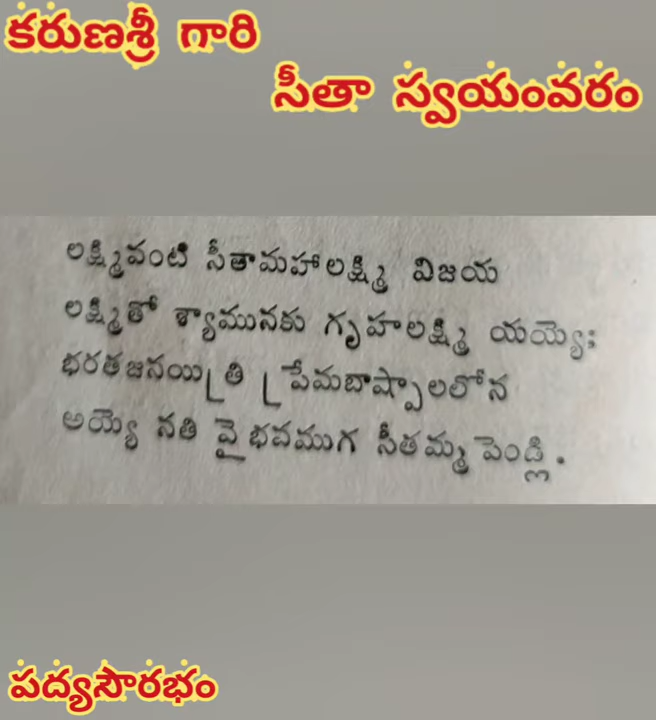 కరుణశ్రీ గారి
సీతా స్వయంవరం
లక్ష్మివంటి సీతామహాలక్ష్మి విజయ
లక్ష్మితో శ్యామునకు గృహలక్ష్మి యయ్యె;
భరతజనయిత్రి ప్రేమబాష్పాలలోన
అయ్యె నతి వైభవముగ సీతమ్మ పెండ్లి.
పద్యసౌరభం